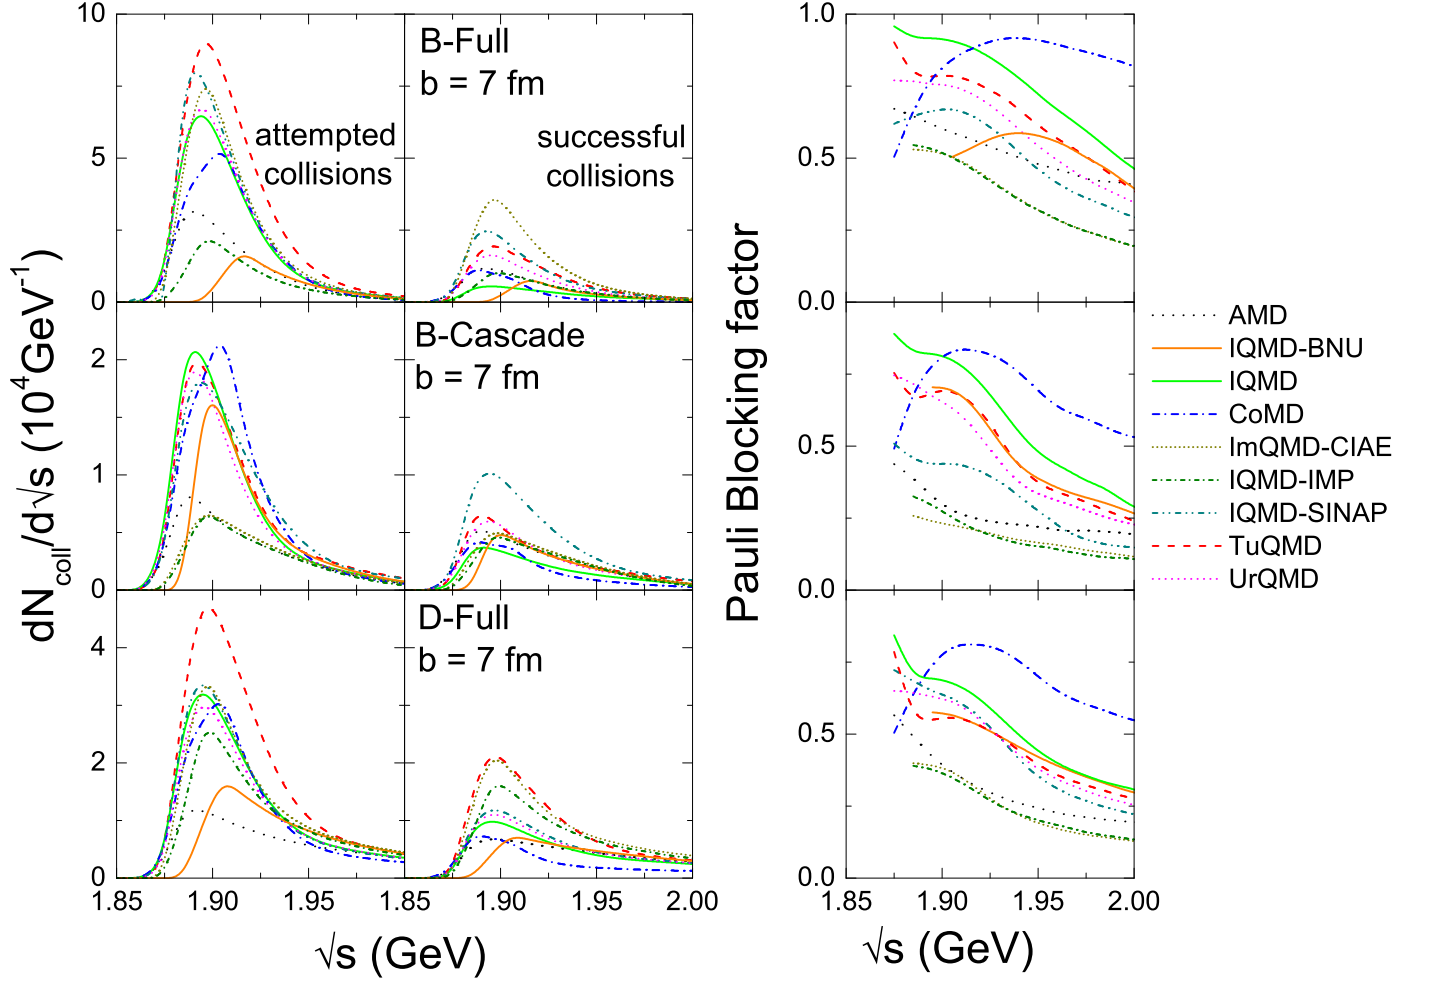 dN_coll/d√s (10^4 GeV^-1)
10
5
0
attempted
collisions
B-Full
b = 7 fm
successful
collisions
2
1
0
B-Cascade
b = 7 fm
4
2
0
D-Full
b = 7 fm
1.85
1.90
1.95
1.85
1.90
1.95
2.00
√s (GeV)
Pauli Blocking factor
1.0
0.5
0.0
0.5
0.0
0.5
0.0
1.85
1.90
1.95
2.00
√s (GeV)
AMD
IQMD-BNU
IQMD
CoMD
ImQMD-CIAE
IQMD-IMP
IQMD-SINAP
TuQMD
UrQMD